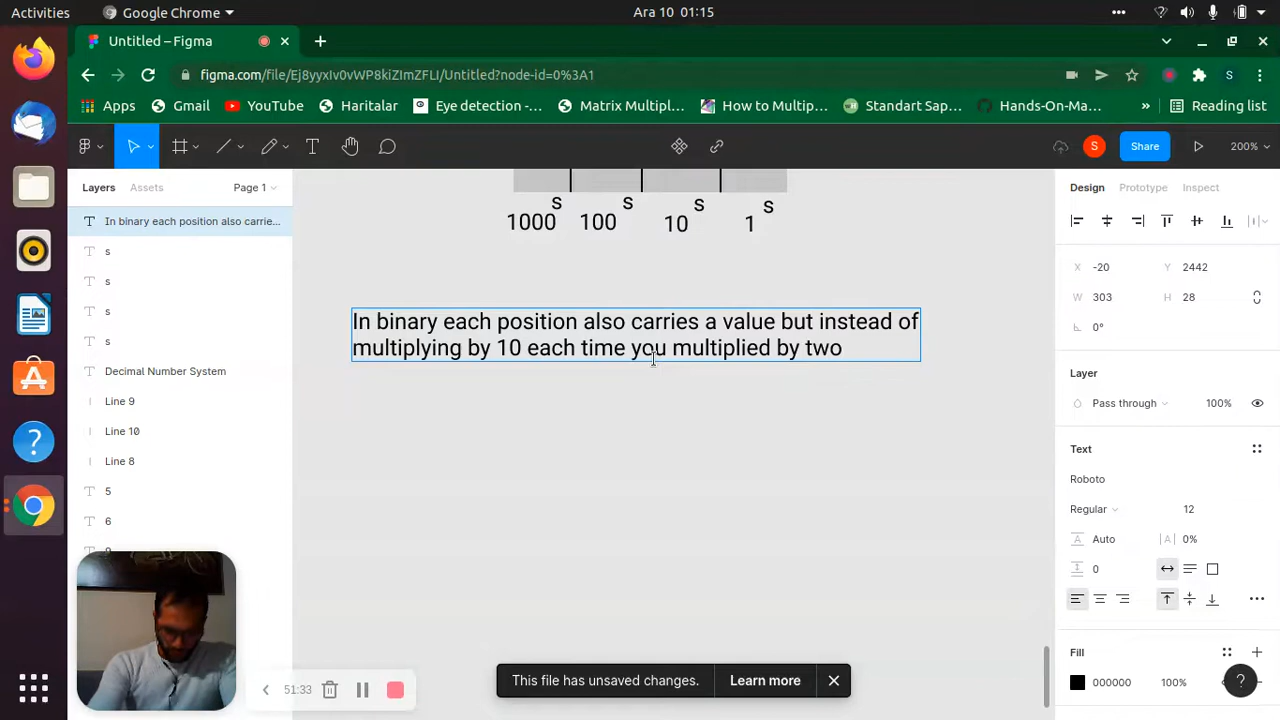 Activities
Google Chrome
Ara 10 01:15
Untitled – Figma
figma.com/file/Ej8yyxIv0vWP8kiZImZFLI/Untitled?node-id=0%3A1
S
Apps
Gmail
YouTube
Haritalar
Eye detection -...
Matrix Multipl...
How to Multip...
Standart Sap...
Hands-On-Ma...
»
Reading list
S
Share
200%
Layers
Assets
Page 1
In binary each position also carrie...
s
s
s
s
Decimal Number System
Line 9
Line 10
Line 8
5
6
s s s s
1000 100 10 1
In binary each position also carries a value but instead of
multiplying by 10 each time you multiplied by two
Design
Prototype
Inspect
X -20
Y 2442
W 303
H 28
0°
Layer
Pass through
100%
Text
Roboto
Regular
12
Auto
0%
0
Fill
000000
100%
51:33
This file has unsaved changes.
Learn more
?